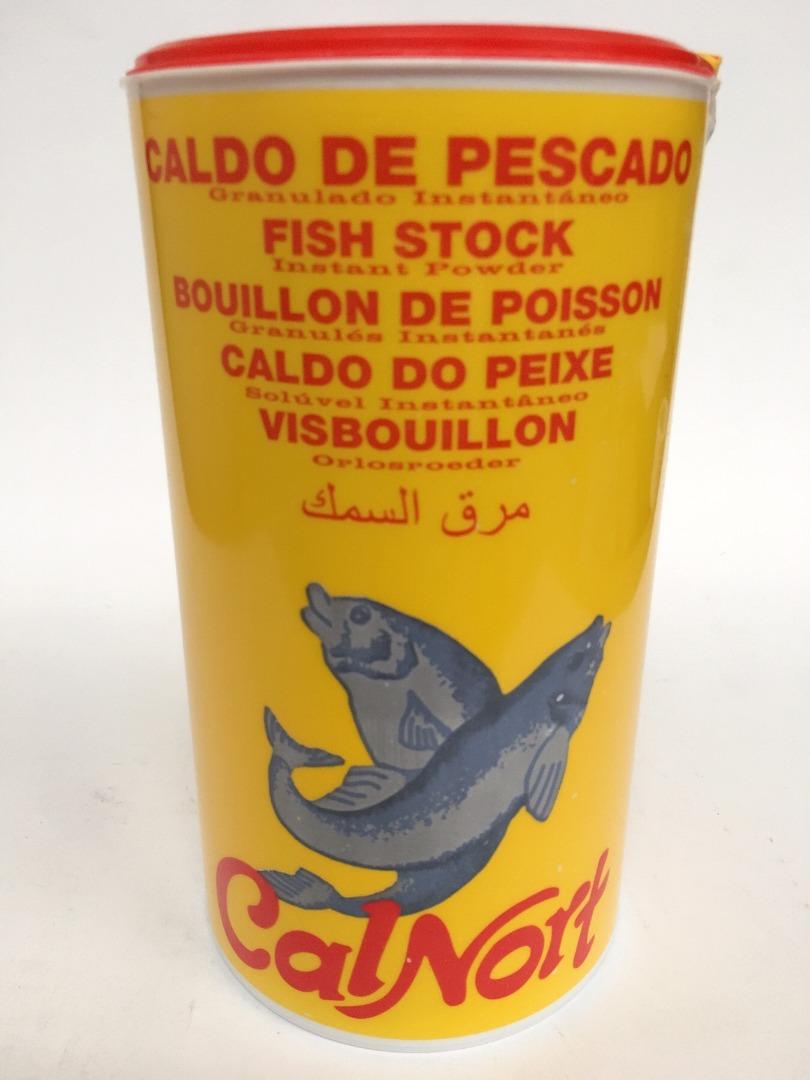 CALDO DE PESCADO
Granulado Instantáneo
FISH STOCK
Instant Powder
BOUILLON DE POISSON
Granulés Instantanés
CALDO DO PEIXE
Solúvel Instantâneo
VISBOUILLON
Orlosroeder
مرق السمك
CalNort